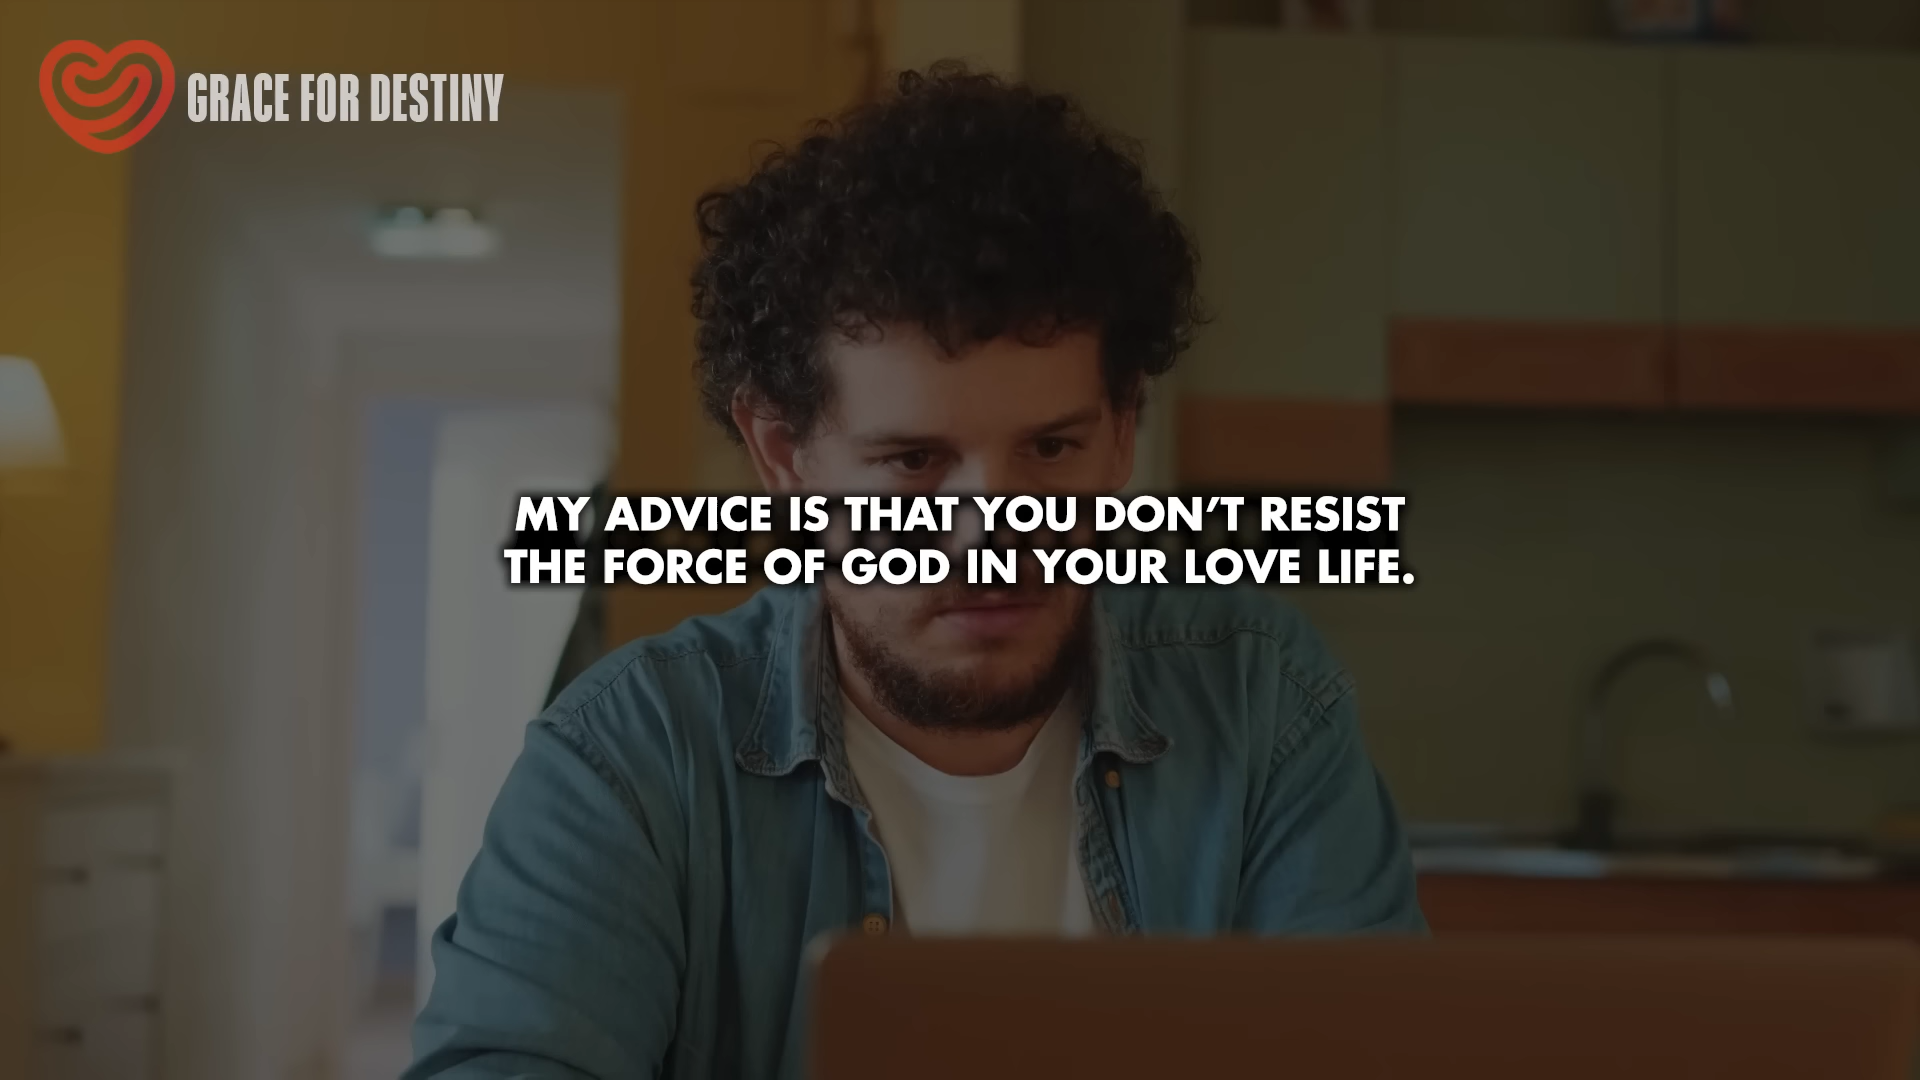 GRACE FOR DESTINY
MY ADVICE IS THAT YOU DON’T RESIST
THE FORCE OF GOD IN YOUR LOVE LIFE.